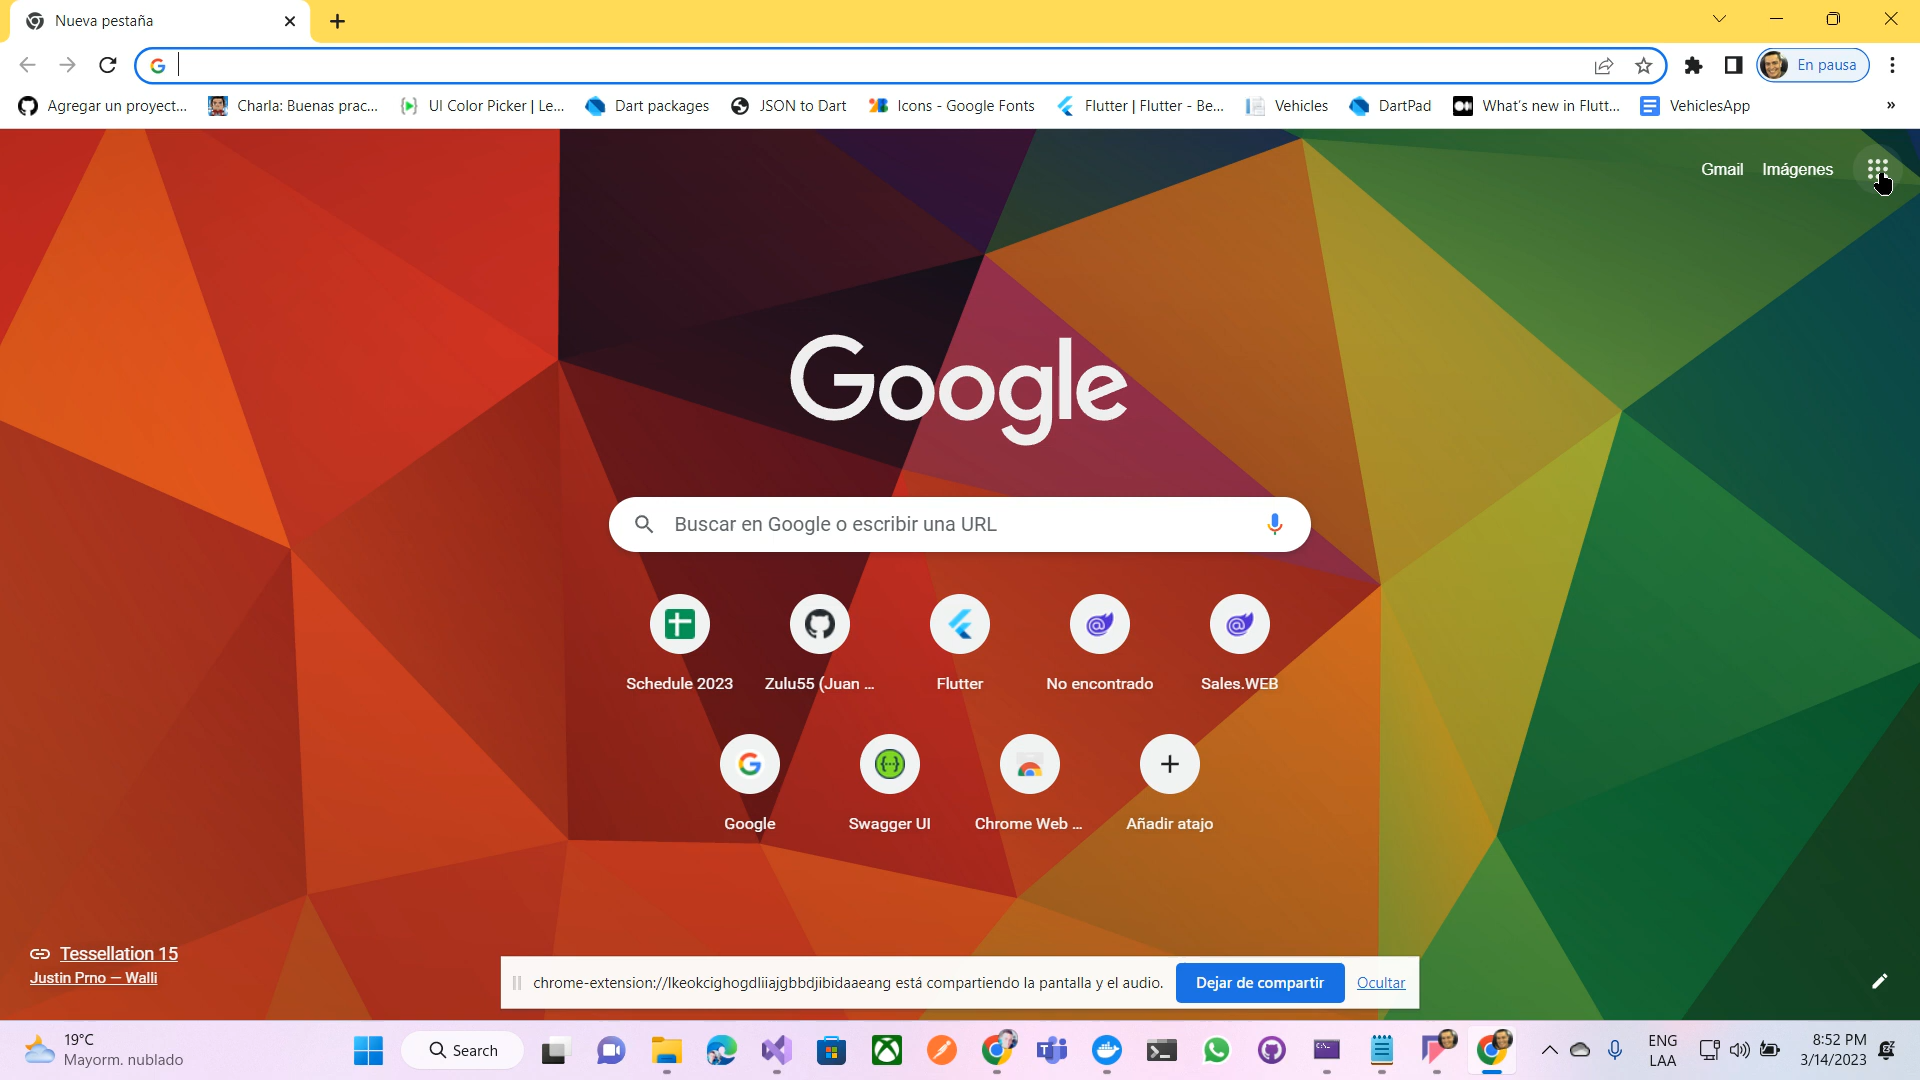 Nueva pestaña
En pausa
Agregar un proyect...
Charla: Buenas prac...
UI Color Picker | Le...
Dart packages
JSON to Dart
Icons - Google Fonts
Flutter | Flutter - Be...
Vehicles
DartPad
What's new in Flutt...
VehiclesApp
»
Gmail
Imágenes
Google
Buscar en Google o escribir una URL
Schedule 2023
Zulu55 (Juan ...
Flutter
No encontrado
Sales.WEB
Google
Swagger UI
Chrome Web ...
Añadir atajo
Tessellation 15
Justin Prno — Walli
chrome-extension://lkeokcighogdliiajgbbdjibidaaeang está compartiendo la pantalla y el audio.
Dejar de compartir
Ocultar
19°C
Mayorm. nublado
Search
ENG
LAA
8:52 PM
3/14/2023